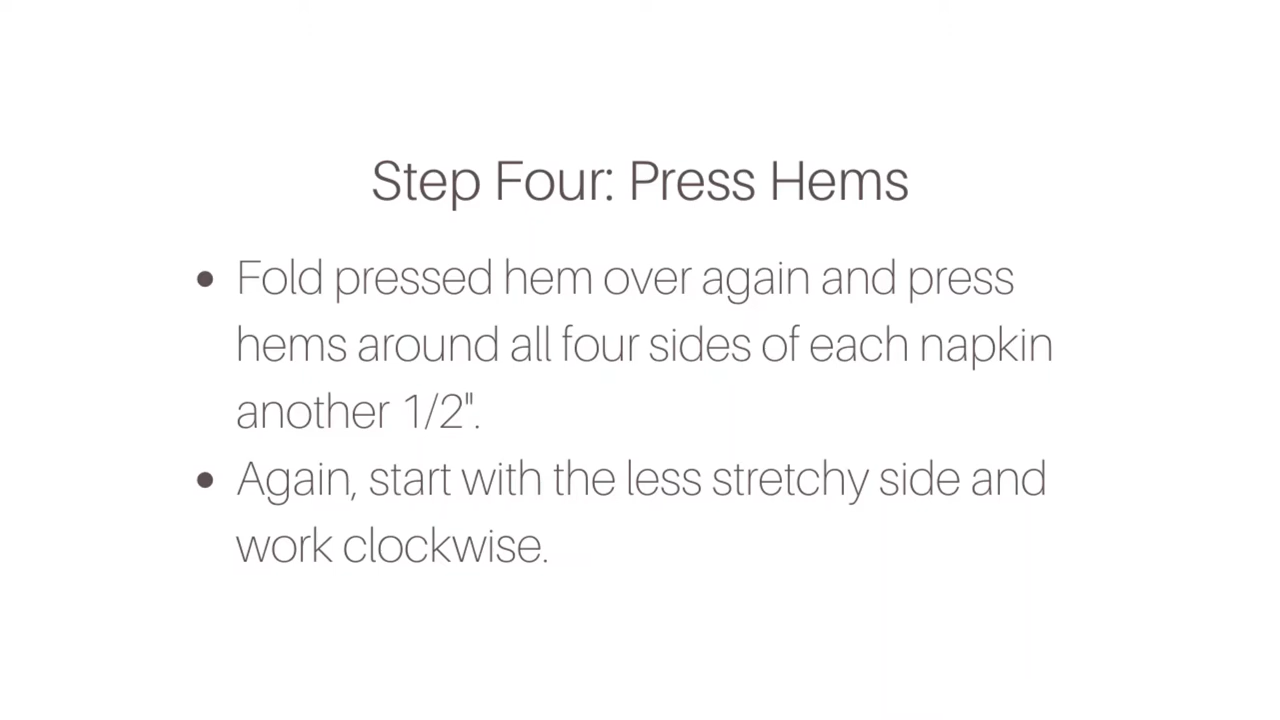 Step Four: Press Hems
• Fold pressed hem over again and press
hems around all four sides of each napkin
another 1/2".
• Again, start with the less stretchy side and
work clockwise.